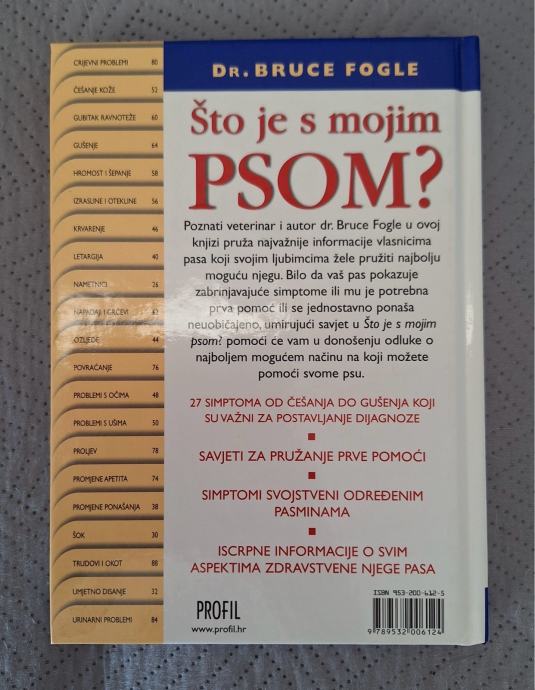 CRIJEVNI PROBLEMI 80
ČEŠANJE KOŽE 52
GUBITAK RAVNOTEŽE 60
GUŠENJE 64
HROMOST I ŠEPANJE 58
IZRASLINE I OTEKLINE 56
KRVARENJE 46
LETARGIJA 40
NAMETNICI 26
NAPADAJ I GRČEVI 62
OZLJEDE 44
POVRAĆANJE 76
PROBLEMI S OČIMA 48
PROBLEMI S UŠIMA 50
PROLJEV 78
PROMJENE APETITA 74
PROMJENE PONAŠANJA 38
ŠOK 30
TRUDOVI I OKOT 88
UMJETNO DISANJE 32
URINARNI PROBLEMI 84
DR. BRUCE FOGLE
Što je s mojim
PSOM?
Poznati veterinar i autor dr. Bruce Fogle u ovoj
knjizi pruža najvažnije informacije vlasnicima
pasa koji svojim ljubimcima žele pružiti najbolju
moguću njegu. Bilo da vaš pas pokazuje
zabrinjavajuće simptome ili mu je potrebna
prva pomoć ili se jednostavno ponaša
neuobičajeno, umirujući savjet u Što je s mojim
psom? pomoći će vam u donošenju odluke o
najboljem mogućem načinu na koji možete
pomoći svome psu.
27 SIMPTOMA OD ČEŠANJA DO GUŠENJA KOJI
SU VAŽNI ZA POSTAVLJANJE DIJAGNOZE
SAVJETI ZA PRUŽANJE PRVE POMOĆI
SIMPTOMI SVOJSTVENI ODREĐENIM
PASMINAMA
ISCRPNE INFORMACIJE O SVIM
ASPEKTIMA ZDRAVSTVENE NJEGE PASA
PROFIL
www.profil.hr
ISBN 953-200-612-5
9 789532 006124